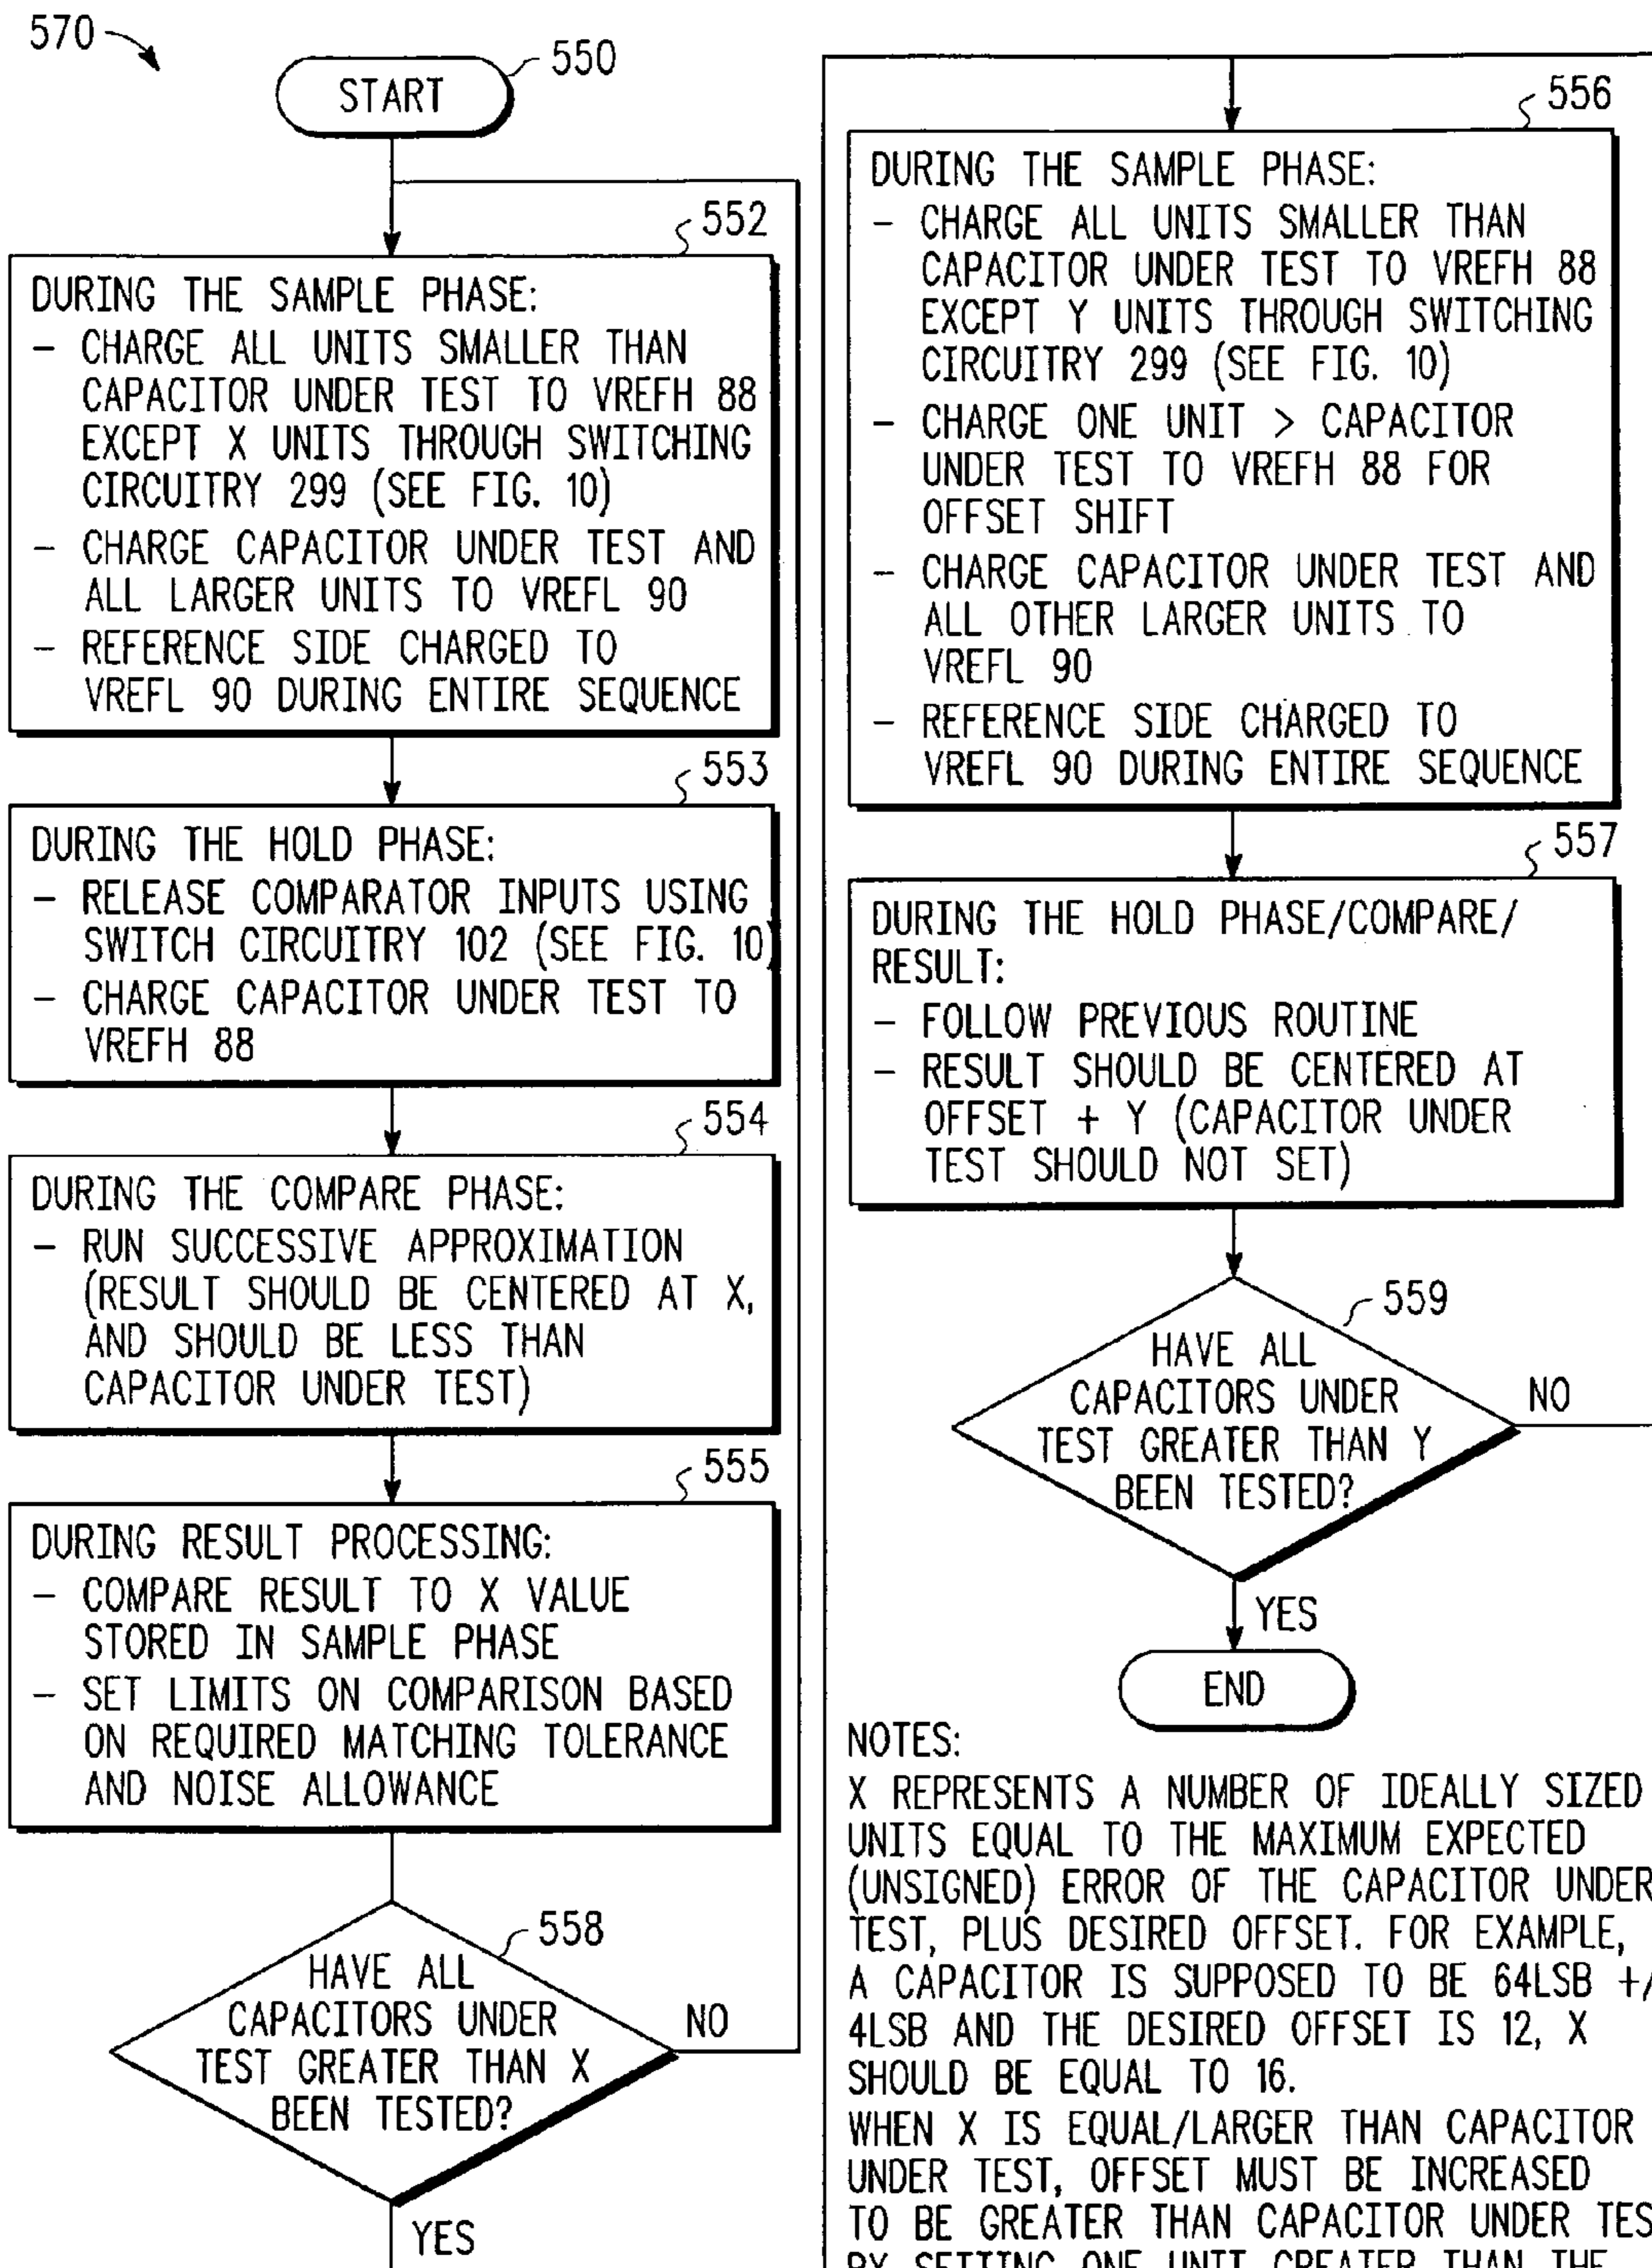 570
START
550
552
DURING THE SAMPLE PHASE:
- CHARGE ALL UNITS SMALLER THAN
CAPACITOR UNDER TEST TO VREFH 88
EXCEPT X UNITS THROUGH SWITCHING
CIRCUITRY 299 (SEE FIG. 10)
- CHARGE CAPACITOR UNDER TEST AND
ALL LARGER UNITS TO VREFL 90
- REFERENCE SIDE CHARGED TO
VREFL 90 DURING ENTIRE SEQUENCE
553
DURING THE HOLD PHASE:
- RELEASE COMPARATOR INPUTS USING
SWITCH CIRCUITRY 102 (SEE FIG. 10)
- CHARGE CAPACITOR UNDER TEST TO
VREFH 88
554
DURING THE COMPARE PHASE:
- RUN SUCCESSIVE APPROXIMATION
(RESULT SHOULD BE CENTERED AT X,
AND SHOULD BE LESS THAN
CAPACITOR UNDER TEST)
555
DURING RESULT PROCESSING:
- COMPARE RESULT TO X VALUE
STORED IN SAMPLE PHASE
- SET LIMITS ON COMPARISON BASED
ON REQUIRED MATCHING TOLERANCE
AND NOISE ALLOWANCE
558
HAVE ALL
CAPACITORS UNDER
TEST GREATER THAN X
BEEN TESTED?
NO
YES
556
DURING THE SAMPLE PHASE:
- CHARGE ALL UNITS SMALLER THAN
CAPACITOR UNDER TEST TO VREFH 88
EXCEPT Y UNITS THROUGH SWITCHING
CIRCUITRY 299 (SEE FIG. 10)
- CHARGE ONE UNIT > CAPACITOR
UNDER TEST TO VREFH 88 FOR
OFFSET SHIFT
- CHARGE CAPACITOR UNDER TEST AND
ALL OTHER LARGER UNITS TO
VREFL 90
- REFERENCE SIDE CHARGED TO
VREFL 90 DURING ENTIRE SEQUENCE
557
DURING THE HOLD PHASE/COMPARE/
RESULT:
- FOLLOW PREVIOUS ROUTINE
- RESULT SHOULD BE CENTERED AT
OFFSET + Y (CAPACITOR UNDER
TEST SHOULD NOT SET)
559
HAVE ALL
CAPACITORS UNDER
TEST GREATER THAN Y
BEEN TESTED?
NO
YES
END
NOTES:
X REPRESENTS A NUMBER OF IDEALLY SIZED
UNITS EQUAL TO THE MAXIMUM EXPECTED
(UNSIGNED) ERROR OF THE CAPACITOR UNDER
TEST, PLUS DESIRED OFFSET. FOR EXAMPLE,
A CAPACITOR IS SUPPOSED TO BE 64LSB +/
4LSB AND THE DESIRED OFFSET IS 12, X
SHOULD BE EQUAL TO 16.
WHEN X IS EQUAL/LARGER THAN CAPACITOR
UNDER TEST, OFFSET MUST BE INCREASED
TO BE GREATER THAN CAPACITOR UNDER TES
BY SETTING ONE UNIT GREATER THAN THE